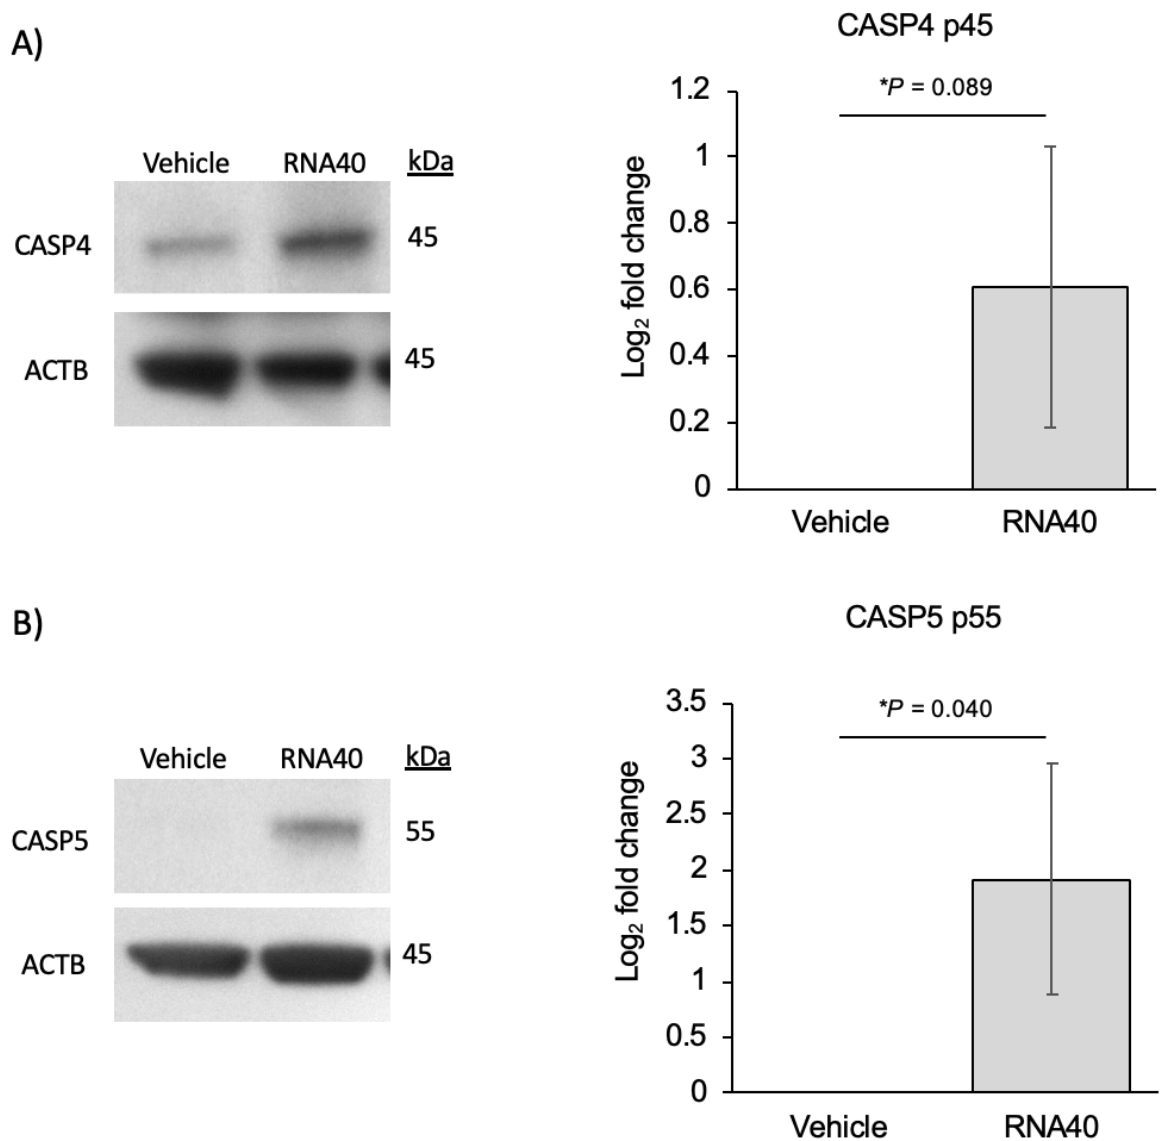 A)
Vehicle RNA40 kDa
CASP4 45
ACTB 45
CASP4 p45
*P = 0.089
Log₂ fold change
1.2
1
0.8
0.6
0.4
0.2
0
Vehicle RNA40
B)
Vehicle RNA40 kDa
CASP5 55
ACTB 45
CASP5 p55
*P = 0.040
Log₂ fold change
3.5
3
2.5
2
1.5
1
0.5
0
Vehicle RNA40